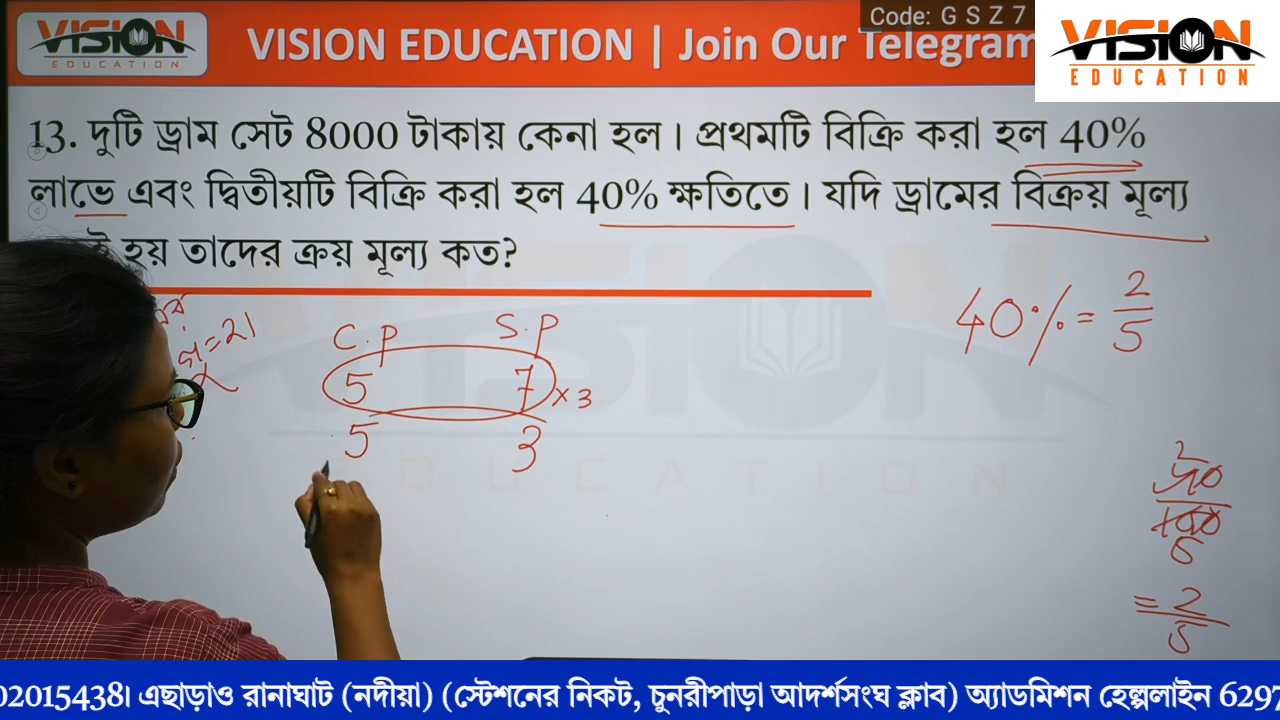 VISION
EDUCATION
VISION EDUCATION | Join Our Telegram
Code: G S Z 7
VISION
EDUCATION
13. দুটি ড্রাম সেট 8000 টাকায় কেনা হল। প্রথমটি বিক্রি করা হল 40%
লাভে এবং দ্বিতীয়টি বিক্রি করা হল 40% ক্ষতিতে। যদি ড্রামের বিক্রয় মূল্য
হয় তাদের ক্রয় মূল্য কত?
= 21
C.P S.P
5 7 × 3
5 3
40% = 2/5
5
= 2/5
EDUCATION
02015438। এছাড়াও রানাঘাট (নদীয়া) (স্টেশনের নিকট, চুনরীপাড়া আদর্শসংঘ ক্লাব) অ্যাডমিশন হেল্পলাইন 6297